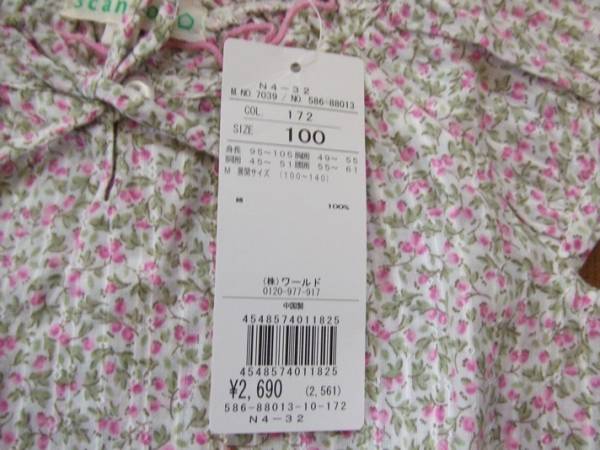 scan
N4-32
M.NO 7039 / NO. 586-88013
COL. 172
SIZE 100
身長 95〜105 胸囲 49〜 55
胴囲 45〜 51 腰囲 55〜 61
M 展開サイズ (100〜140)
綿 100%
(株)ワールド
0120-977-917
中国製
4548574011825
4548574011825
¥2,690 (2,561)
586-88013-10-172
N4-32